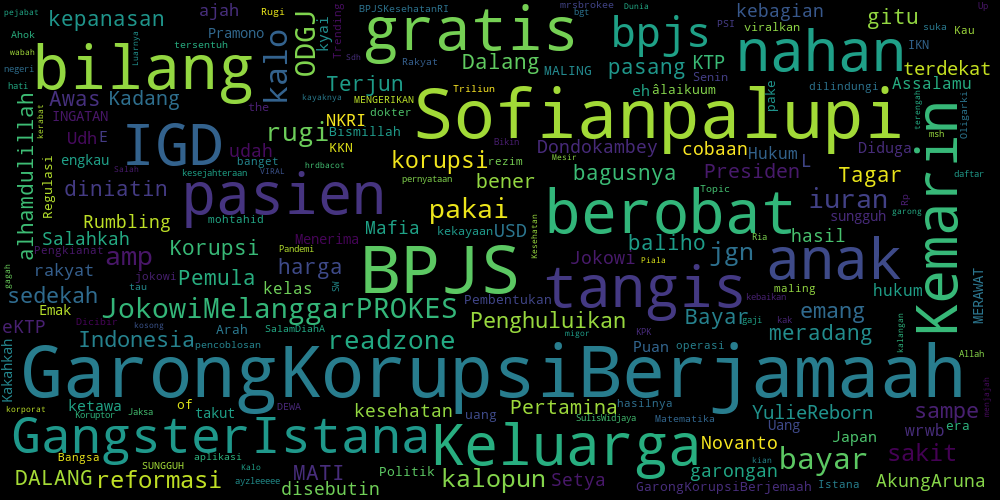 pejabat
Rugi
BPJSKesehatanRI
mrsbrokee
bgt
Dunia
Up
kepanasan
ajah
ODGJ
kyai
Trending
gratis
bpjs
PSI
kebagian
gitu
suka
Kau
Ahok
Pramono
Sdh
Rakyat
Dalang
viralkan
IKN
wabah
tersentuh
Luarnya
kalo
Terjun
MALING
pasang
KTP
nahan
terdekat
negeri
bilang
Senin
Assalamu
hati
Kadang
kayaknya
Triliun
eh
âlaikuum
pake
dilindungi
Awas
the
MENGERIKAN
Sofianpalupi
terengah
Oligarki
kerabat
INGATAN
dokter
NKRI
Udh
E
IGD
rugi
Bismillah
Dondokambey
cobaan
Hukum
L
Diduga
msh
alhamdulillah
engkau
udah
KKN
hrdbacot
Bikin
Mesir
Kemarin
Regulasi
banget
rezim
korupsi
bagusnya
Presiden
Tagar
daftar
kesejahteraan
VIRAL
Salah
pernyataan
bener
diniatin
pasien
Topic
iuran
Rp
garong
Rumbling
mohtahid
pakai
berobat
sungguh
Salahkah
Mafia
kekayaan
USD
Kesehatan
Ria
hasil
Pengkianat
Korupsi
Menerima
baliho
jgn
amp
Pandemi
BPJS
Jokowi
Piala
anak
gagah
rakyat
jokowi
Pemula
harga
tangis
maling
hukum
MERAWAT
sedekah
tau
kelas
SW
Pembentukan
kebaikan
Emak
JokowiMelanggarPROKES
Penghuluikan
Bayar
gaji
emang
eKTP
Dicibir
kosong
Arah
SalamDiahA
migor
KPK
kak
meradang
kalangan
Indonesia
pencoblosan
readzone
Puan
operasi
Allah
Kakahkah
GarongKorupsiBerjamaah
menjajah
korporat
ketawa
of
kesehatan
Pertamina
hasilnya
YulieReborn
sampe
Koruptor
Jaksa
takut
DEWA
uang
SulisWidjaya
Matematika
Uang
Japan
wrwb
era
GangsterIstana
Keluarga
Novanto
Bangsa
SUNGGUH
aplikasi
Kalo
MATI
Politik
kian
bayar
sakit
DALANG
reformasi
ayzleeeee
disebutin
kalopun
Setya
garongan
GarongKorupsiBerjemaah
Istana
AkungAruna